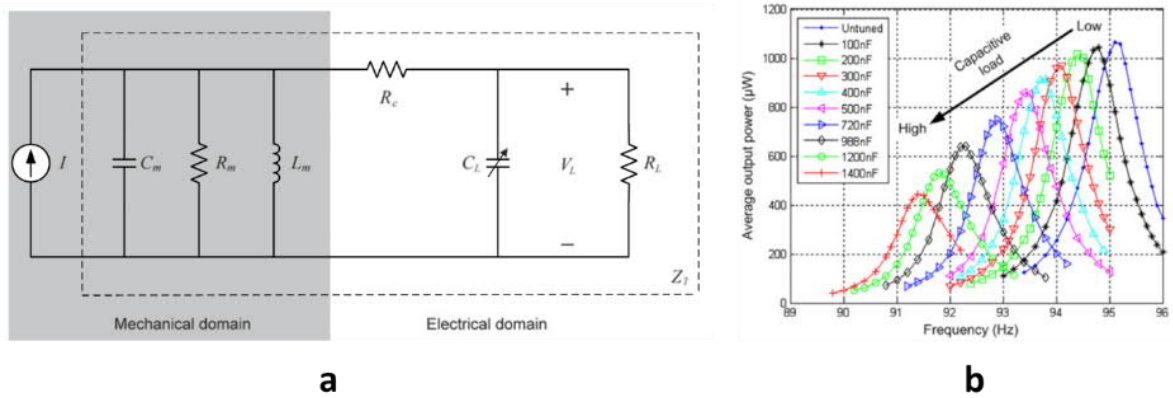 I
C_m
R_m
L_m
R_c
C_L
+
V_L
−
R_L
Z_T
Mechanical domain
Electrical domain
a
Average output power (μW)
1200
1000
800
600
400
200
0
Untuned
100nF
200nF
300nF
400nF
500nF
720nF
988nF
1200nF
1400nF
Capacitive
load
Low
High
89 90 91 92 93 94 95 96
Frequency (Hz)
b